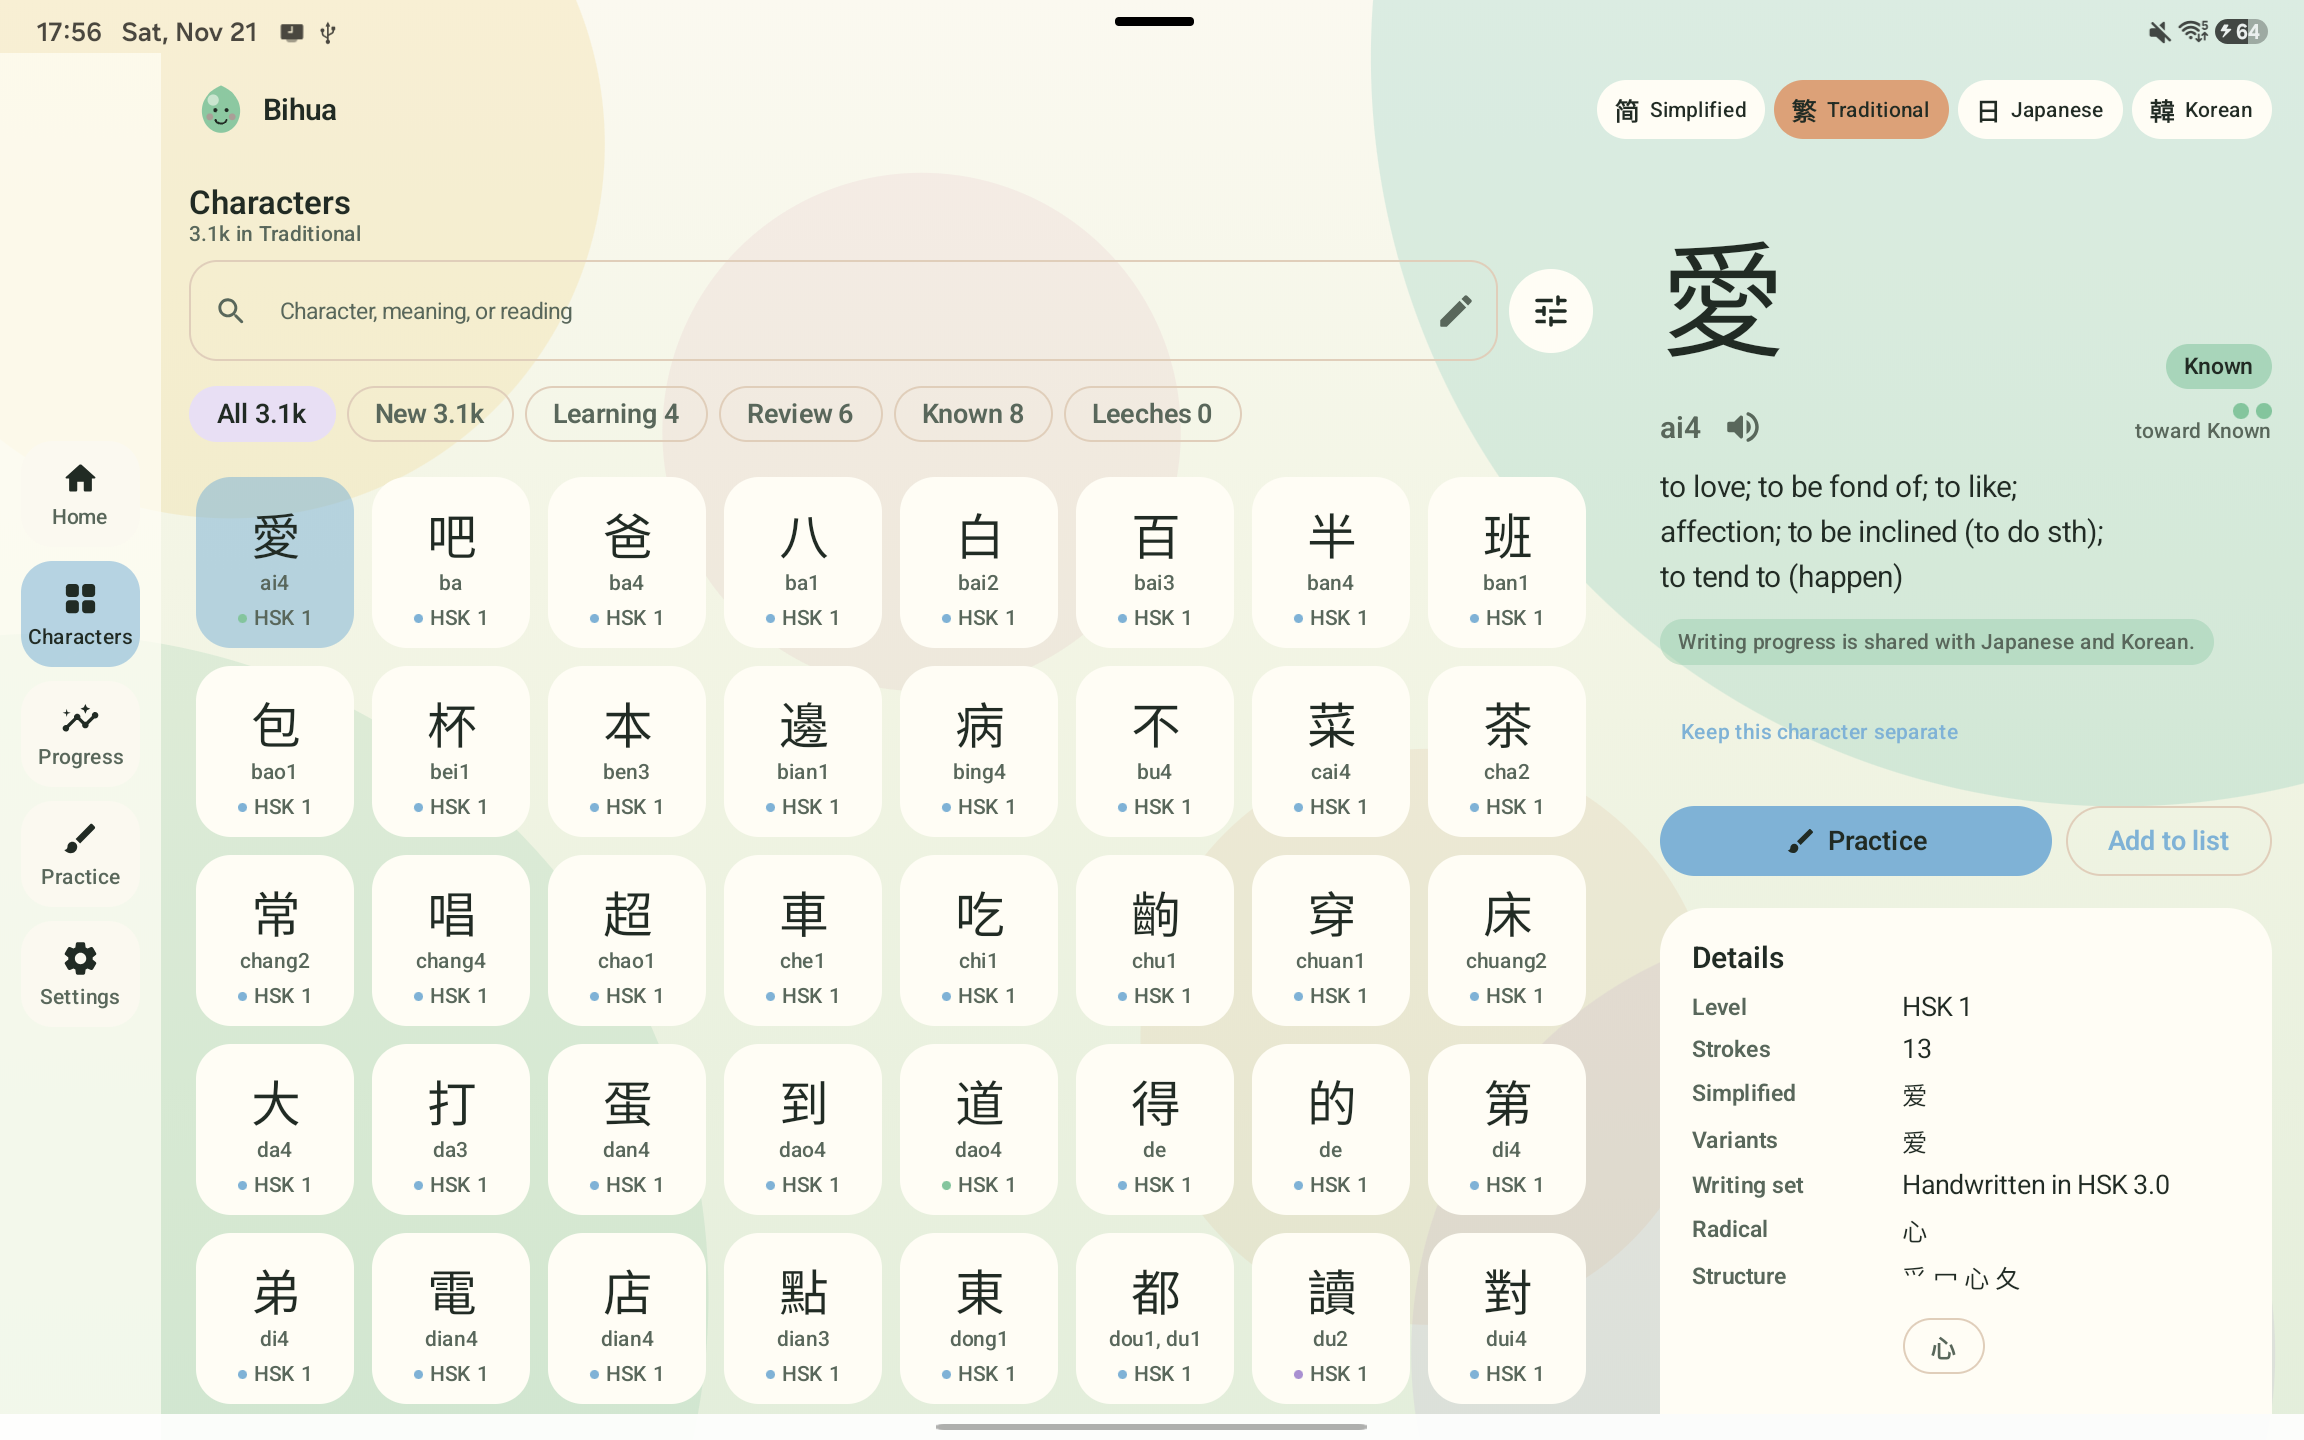 17:56 Sat, Nov 21
64
Bihua
简 Simplified
繁 Traditional
日 Japanese
韓 Korean
Characters
3.1k in Traditional
Character, meaning, or reading
All 3.1k
New 3.1k
Learning 4
Review 6
Known 8
Leeches 0
Home
Characters
Progress
Practice
Settings
愛
ai4
HSK 1
吧
ba
HSK 1
爸
ba4
HSK 1
八
ba1
HSK 1
白
bai2
HSK 1
百
bai3
HSK 1
半
ban4
HSK 1
班
ban1
HSK 1
包
bao1
HSK 1
杯
bei1
HSK 1
本
ben3
HSK 1
邊
bian1
HSK 1
病
bing4
HSK 1
不
bu4
HSK 1
菜
cai4
HSK 1
茶
cha2
HSK 1
常
chang2
HSK 1
唱
chang4
HSK 1
超
chao1
HSK 1
車
che1
HSK 1
吃
chi1
HSK 1
齣
chu1
HSK 1
穿
chuan1
HSK 1
床
chuang2
HSK 1
大
da4
HSK 1
打
da3
HSK 1
蛋
dan4
HSK 1
到
dao4
HSK 1
道
dao4
HSK 1
得
de
HSK 1
的
de
HSK 1
第
di4
HSK 1
弟
di4
HSK 1
電
dian4
HSK 1
店
dian4
HSK 1
點
dian3
HSK 1
東
dong1
HSK 1
都
dou1, du1
HSK 1
讀
du2
HSK 1
對
dui4
HSK 1
愛
Known
ai4
toward Known
to love; to be fond of; to like;
affection; to be inclined (to do sth);
to tend to (happen)
Writing progress is shared with Japanese and Korean.
Keep this character separate
Practice
Add to list
Details
Level HSK 1
Strokes 13
Simplified 爱
Variants 爱
Writing set Handwritten in HSK 3.0
Radical 心
Structure 爫 冖 心 夊
心